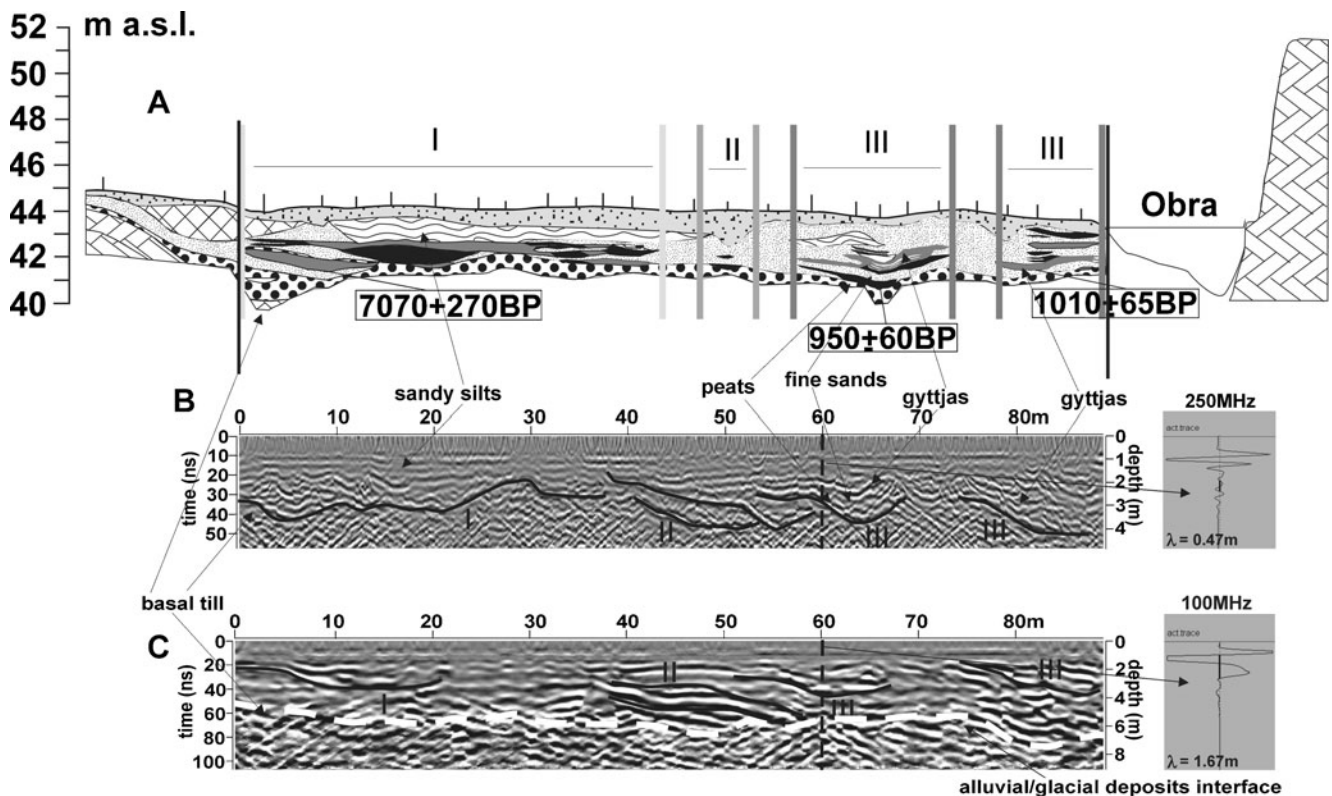 52 m a.s.l.
50
48
46
44
42
40
A
I
II
III
III
Obra
7070+270BP
950±60BP
1010±65BP
sandy silts
peats
fine sands
gyttjas
gyttjas
B
0 10 20 30 40 50 60 70 80m
250MHz
time (ns)
0
10
20
30
40
50
depth (m)
0
1
2
3
4
I
II
III
III
act.trace
λ = 0.47m
basal till
C
0 10 20 30 40 50 60 70 80m
100MHz
time (ns)
0
20
40
60
80
100
depth (m)
0
2
4
6
8
I
II
III
III
act.trace
λ = 1.67m
alluvial/glacial deposits interface